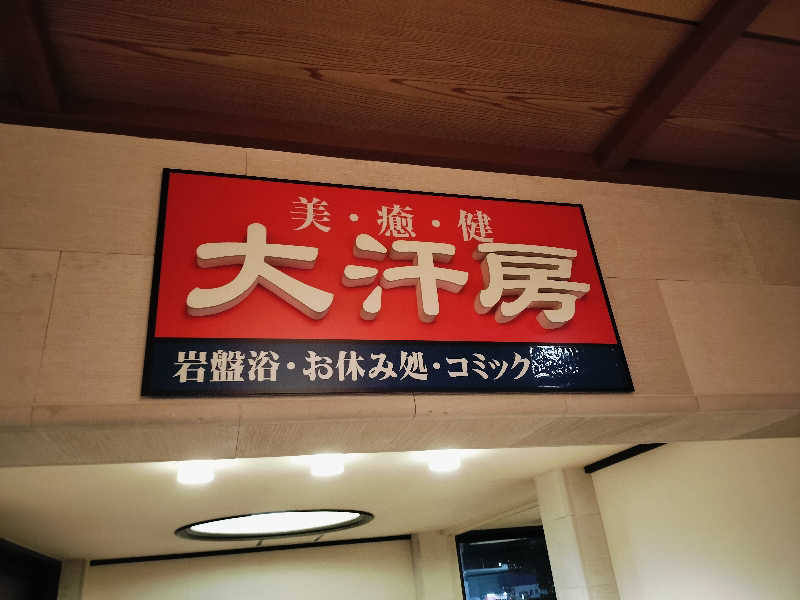 美・癒・健
大汗房
岩盤浴・お休み処・コミック